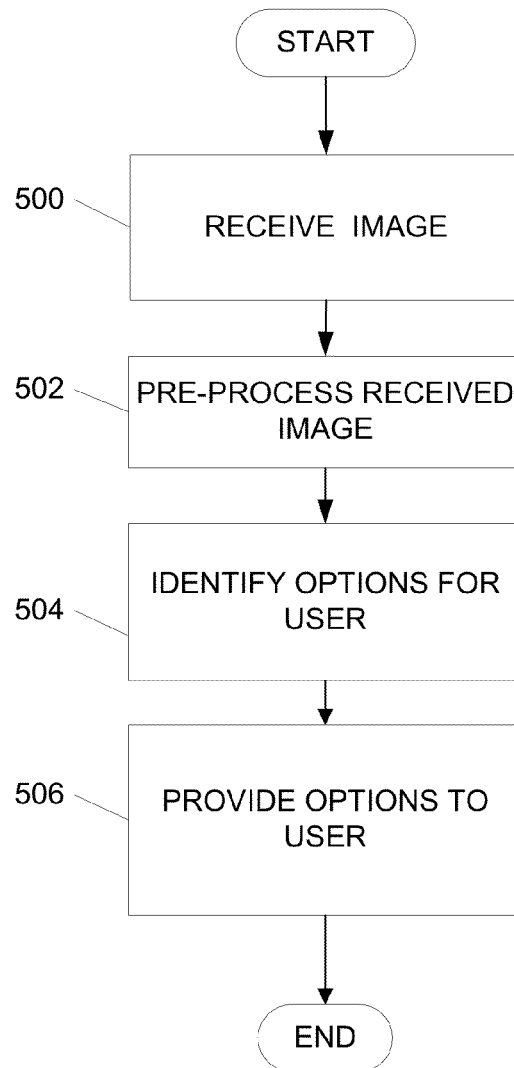 START
500
RECEIVE IMAGE
502
PRE-PROCESS RECEIVED
IMAGE
504
IDENTIFY OPTIONS FOR
USER
506
PROVIDE OPTIONS TO
USER
END